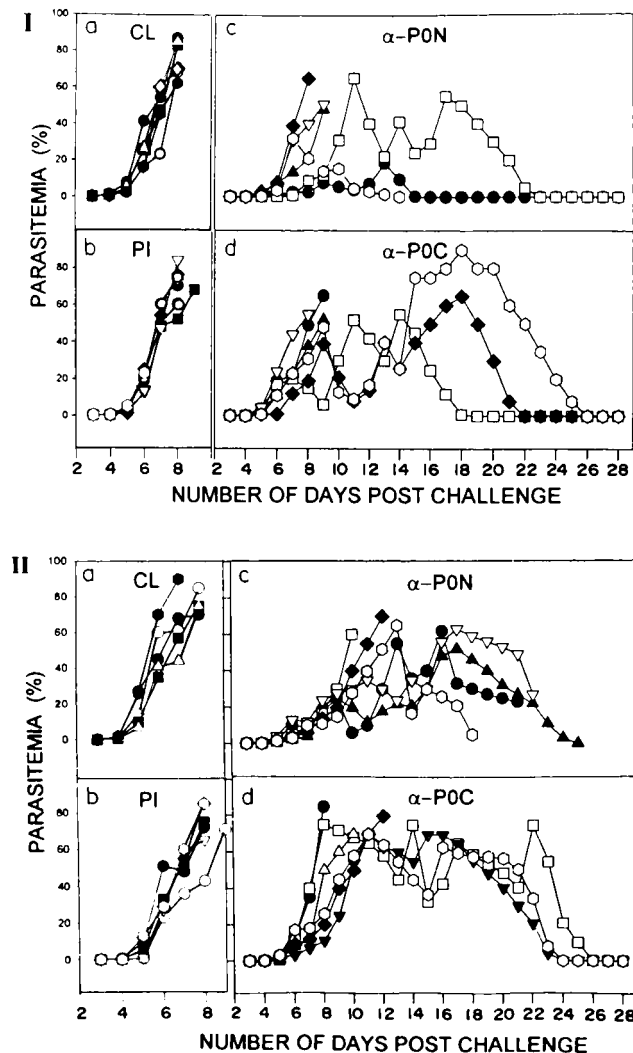 I
a CL
c α-P0N
100
80
60
40
20
0
b PI
d α-P0C
80
60
40
20
0
PARASITEMIA (%)
2 4 6 8
2 4 6 8 10 12 14 16 18 20 22 24 26 28
NUMBER OF DAYS POST CHALLENGE
II
a CL
c α-P0N
100
80
60
40
20
0
b PI
d α-P0C
80
60
40
20
0
PARASITEMIA (%)
2 4 6 8
2 4 6 8 10 12 14 16 18 20 22 24 26 28
NUMBER OF DAYS POST CHALLENGE